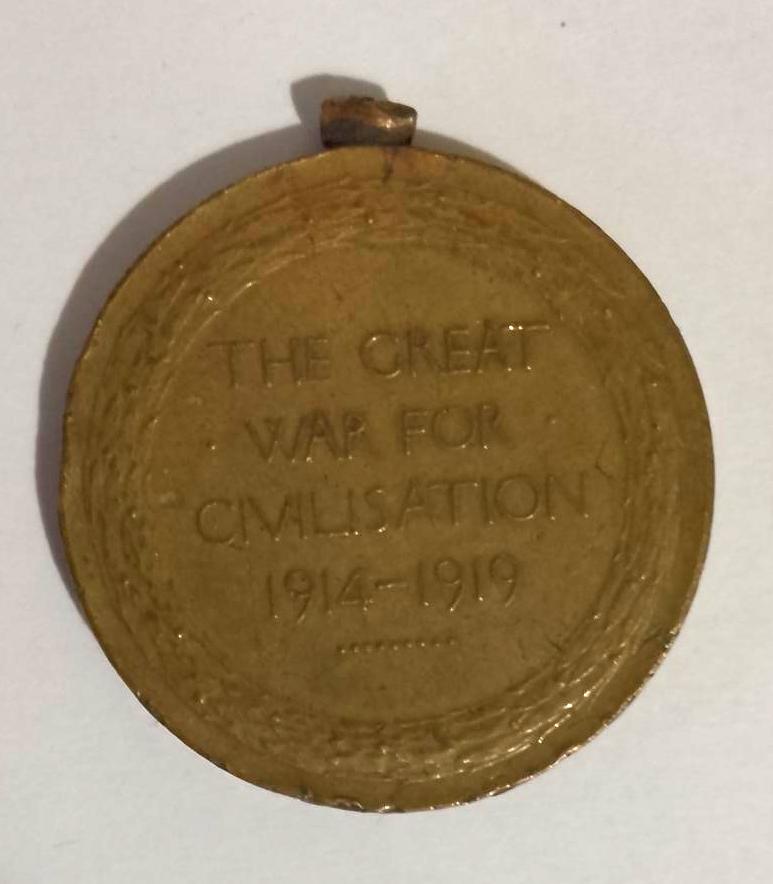 THE GREAT
WAR FOR
CIVILISATION
1914-1919